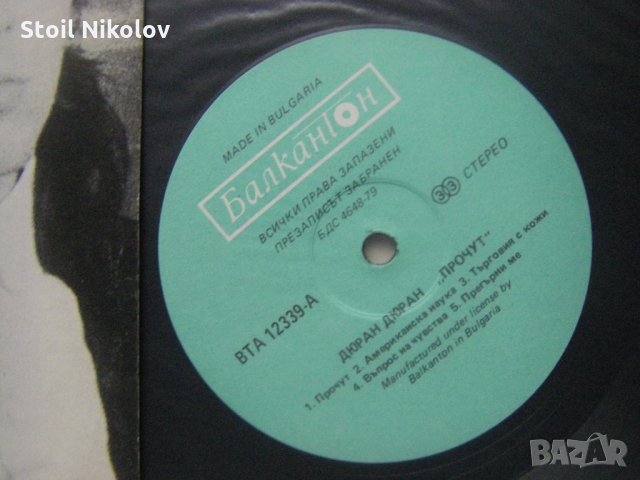 Stoil Nikolov
MADE IN BULGARIA
Балкантон
ВСИЧКИ ПРАВА ЗАПАЗЕНИ
ПРЕЗАПИСЪТ ЗАБРАНЕН
БДС 4648-79
33 СТЕРЕО
ВТА 12339-А
ДЮРАН ДЮРАН „ПРОЧУТ"
1. Прочут 2. Американска наука 3. Търговия с кожи
4. Въпрос на чувства 5. Прегърни ме
Manufactured under license by
Balkanton in Bulgaria
BAZAR